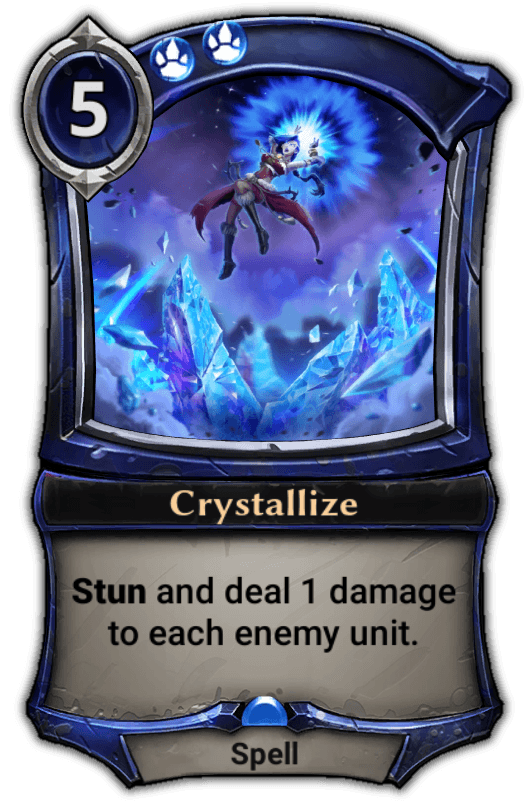 5
Crystallize
Stun and deal 1 damage
to each enemy unit.
Spell